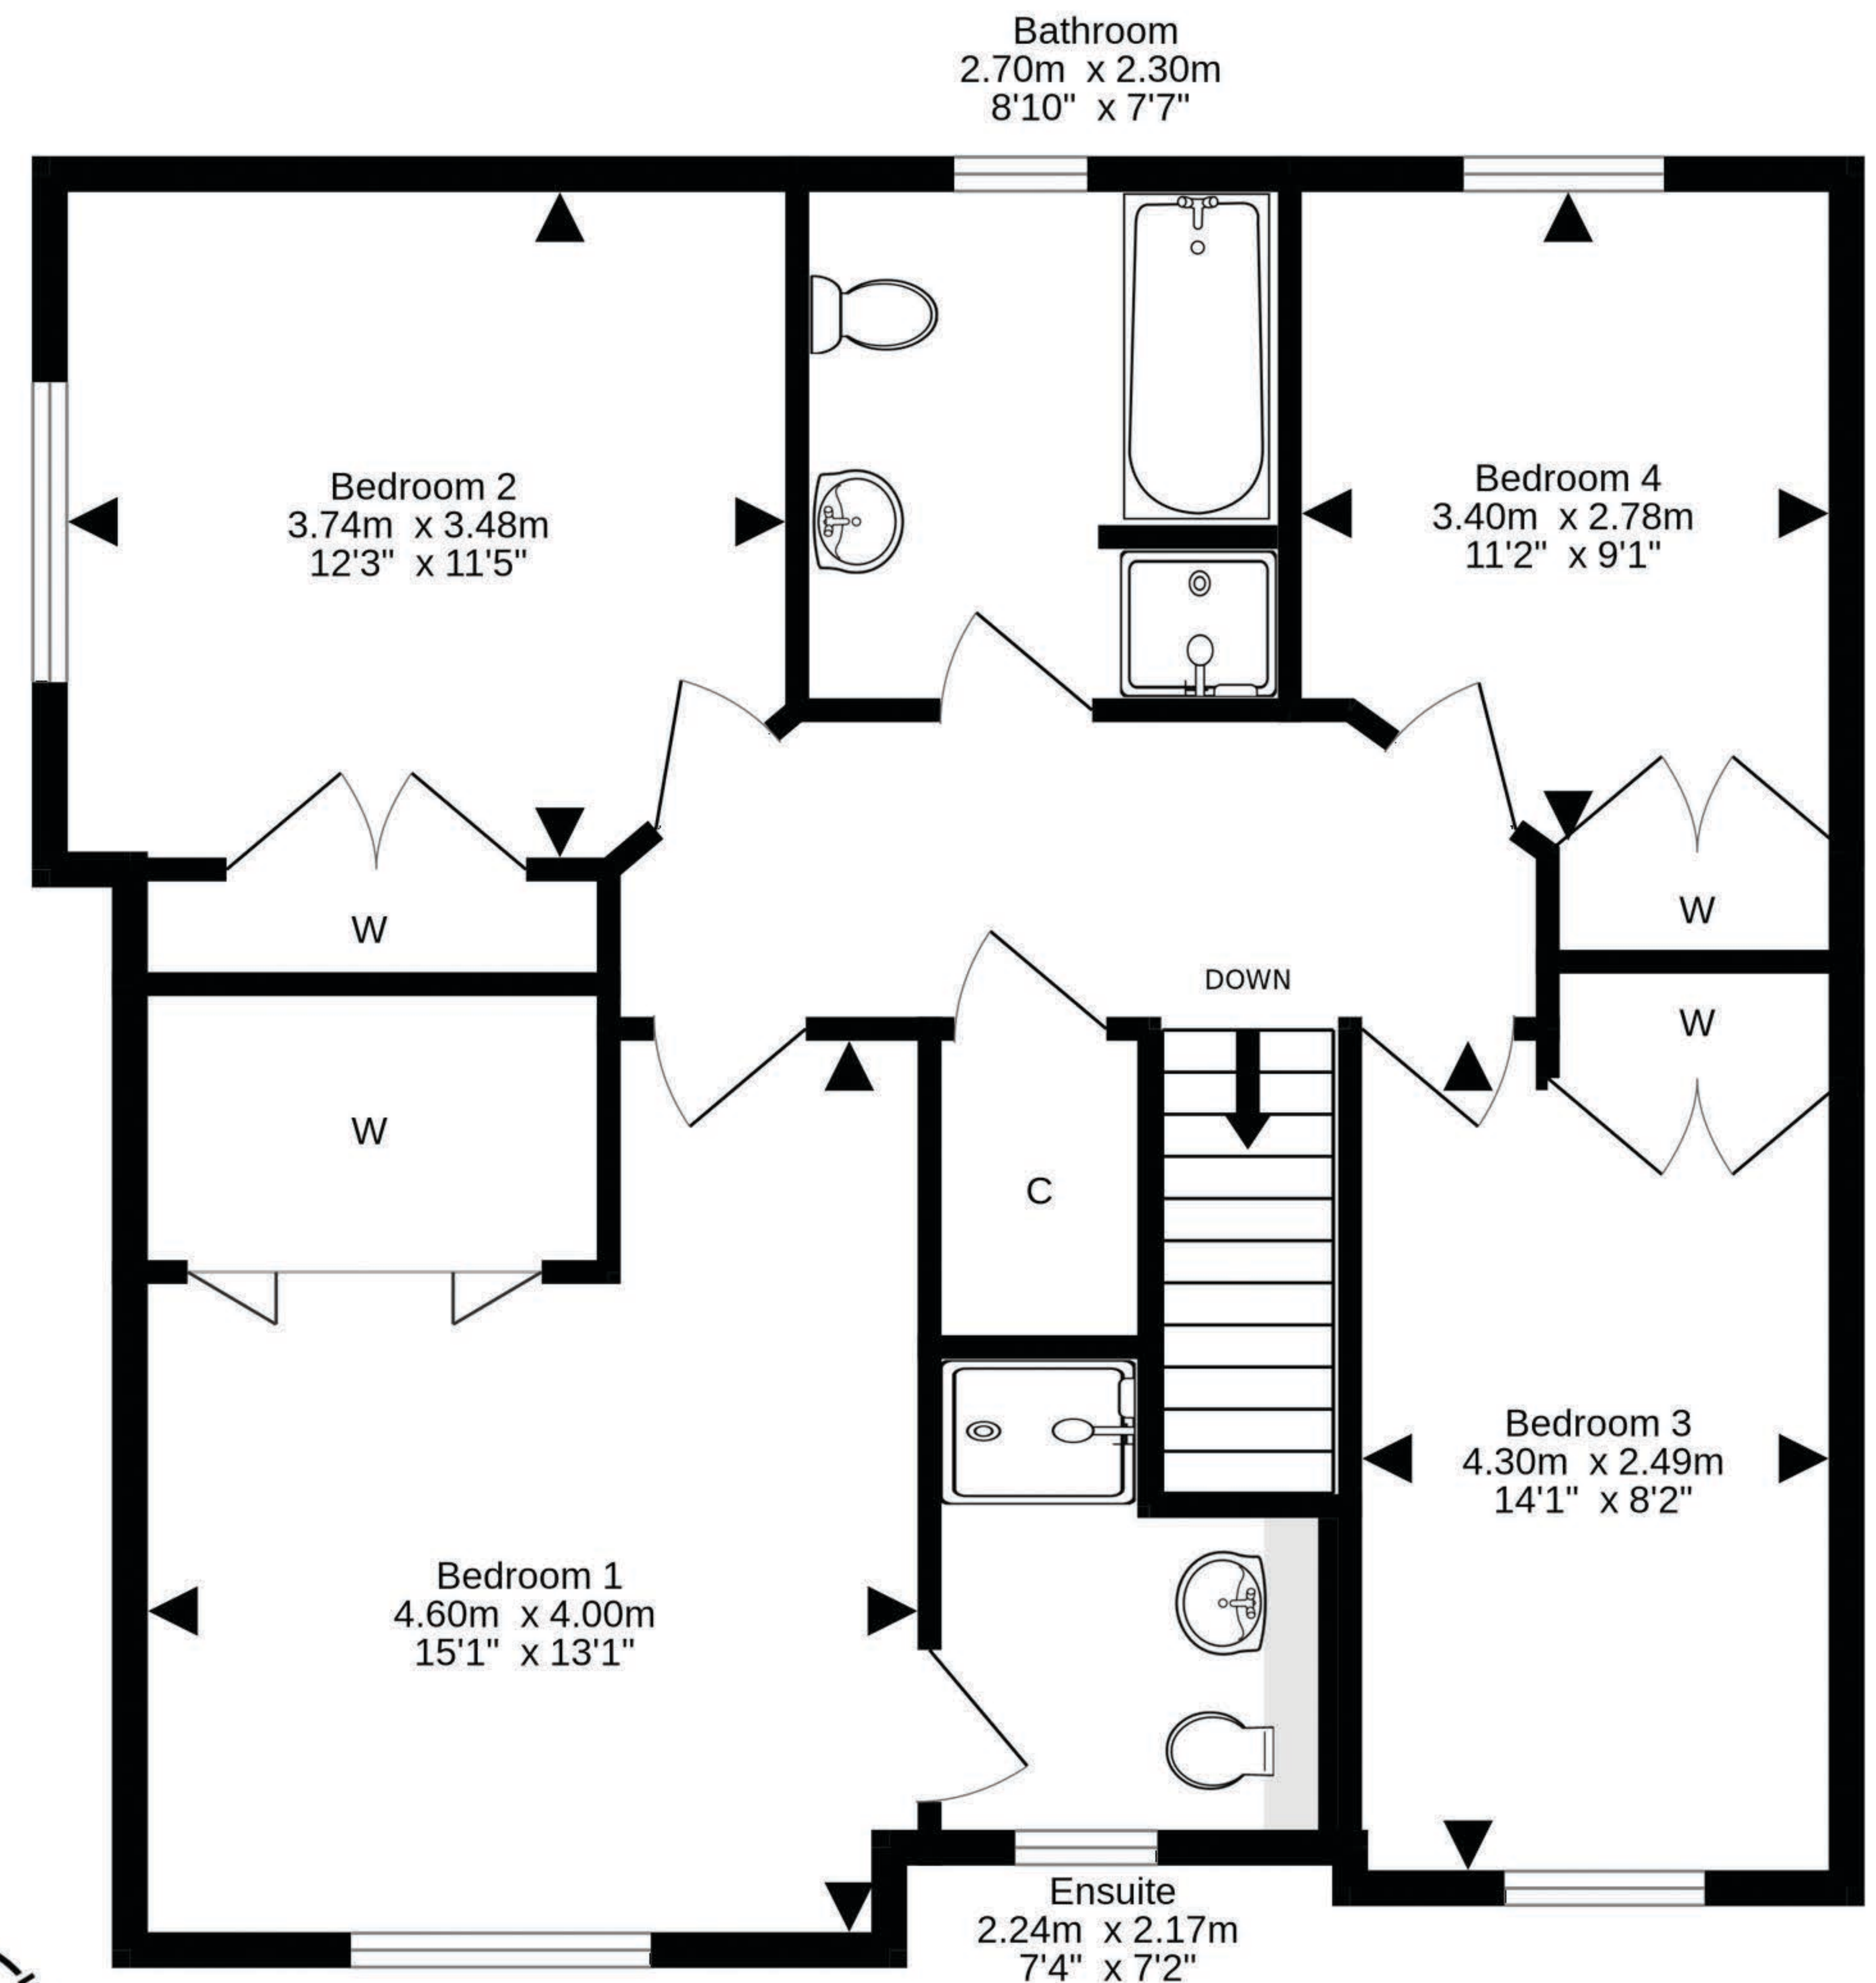 Bathroom
2.70m x 2.30m
8'10" x 7'7"
Bedroom 2
3.74m x 3.48m
12'3" x 11'5"
Bedroom 4
3.40m x 2.78m
11'2" x 9'1"
W
W
DOWN
W
W
C
Bedroom 3
4.30m x 2.49m
14'1" x 8'2"
Bedroom 1
4.60m x 4.00m
15'1" x 13'1"
Ensuite
2.24m x 2.17m
7'4" x 7'2"